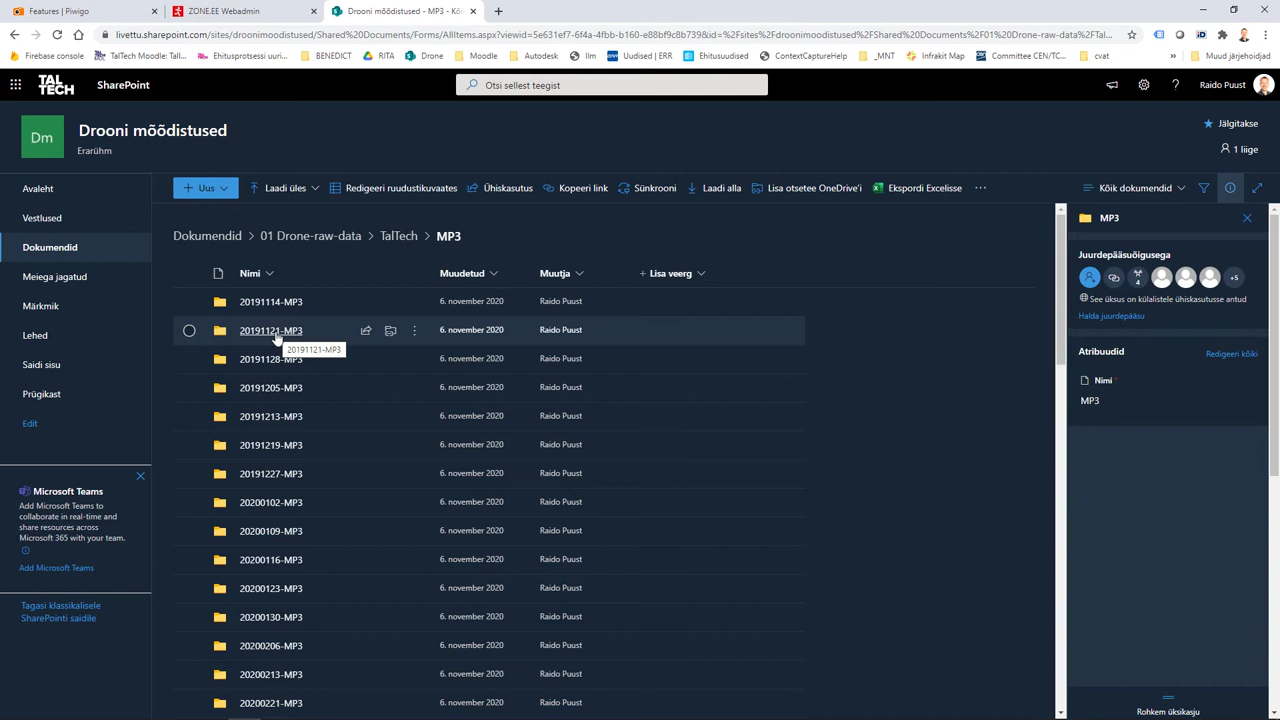 Features | Piwigo
ZONE.EE Webadmin
Drooni mõõdistused - MP3 - Kõi
livettu.sharepoint.com/sites/droonimoodistused/Shared Documents/Forms/AllItems.aspx?viewid=5e631ef7-6f4a-4fbb-b160-e88bf9c8b739&id=%2Fsites%2Fdroonimoodistused%2FShared Documents%2F01 Drone-raw-data%2FTal...
Firebase console
TalTech Moodle: Tall...
Ehitusprotsessi uuri...
BENEDICT
RITA
Drone
Moodle
Android
Ilm
Uudised | ERR
Ehitusuudised
ContextCaptureHelp
_MNT
Infrakit Map
Committee CEN/TC...
cvat
»
Muud järjehoidjad
TAL
TECH
SharePoint
Otsi sellest teegist
?
Raido Puust
Dm
Drooni mõõdistused
Erarühm
Jälgitakse
1 liige
Avaleht
Vestlused
Dokumendid
Meiega jagatud
Märkmik
Lehed
Saidi sisu
Prügikast
Edit
Microsoft Teams
Add Microsoft Teams to
collaborate in real-time and
share resources across
Microsoft 365 with your team.
Add Microsoft Teams
Tagasi klassikalisele
SharePointi saidile
+ Uus
Laadi üles
Redigeeri ruudustikuvaates
Ühiskasutus
Kopeeri link
Sünkrooni
Laadi alla
Lisa otsetee OneDrive'i
Ekspordi Excelisse
...
Kõik dokumendid
Dokumendid > 01 Drone-raw-data > TalTech > MP3
Nimi Muudetud Muutja + Lisa veerg
20191114-MP3 6. november 2020 Raido Puust
20191121-MP3 6. november 2020 Raido Puust
20191121-MP3
20191128-MP3 6. november 2020 Raido Puust
20191205-MP3 6. november 2020 Raido Puust
20191213-MP3 6. november 2020 Raido Puust
20191219-MP3 6. november 2020 Raido Puust
20191227-MP3 6. november 2020 Raido Puust
20200102-MP3 6. november 2020 Raido Puust
20200109-MP3 6. november 2020 Raido Puust
20200116-MP3 6. november 2020 Raido Puust
20200123-MP3 6. november 2020 Raido Puust
20200130-MP3 6. november 2020 Raido Puust
20200206-MP3 6. november 2020 Raido Puust
20200213-MP3 6. november 2020 Raido Puust
20200221-MP3 6. november 2020 Raido Puust
MP3
Juurdepääsuõigusega
4
+5
See üksus on külalistele ühiskasutusse antud
Halda juurdepääsu
Atribuudid
Redigeeri kõiki
Nimi *
MP3
Rohkem üksikasju